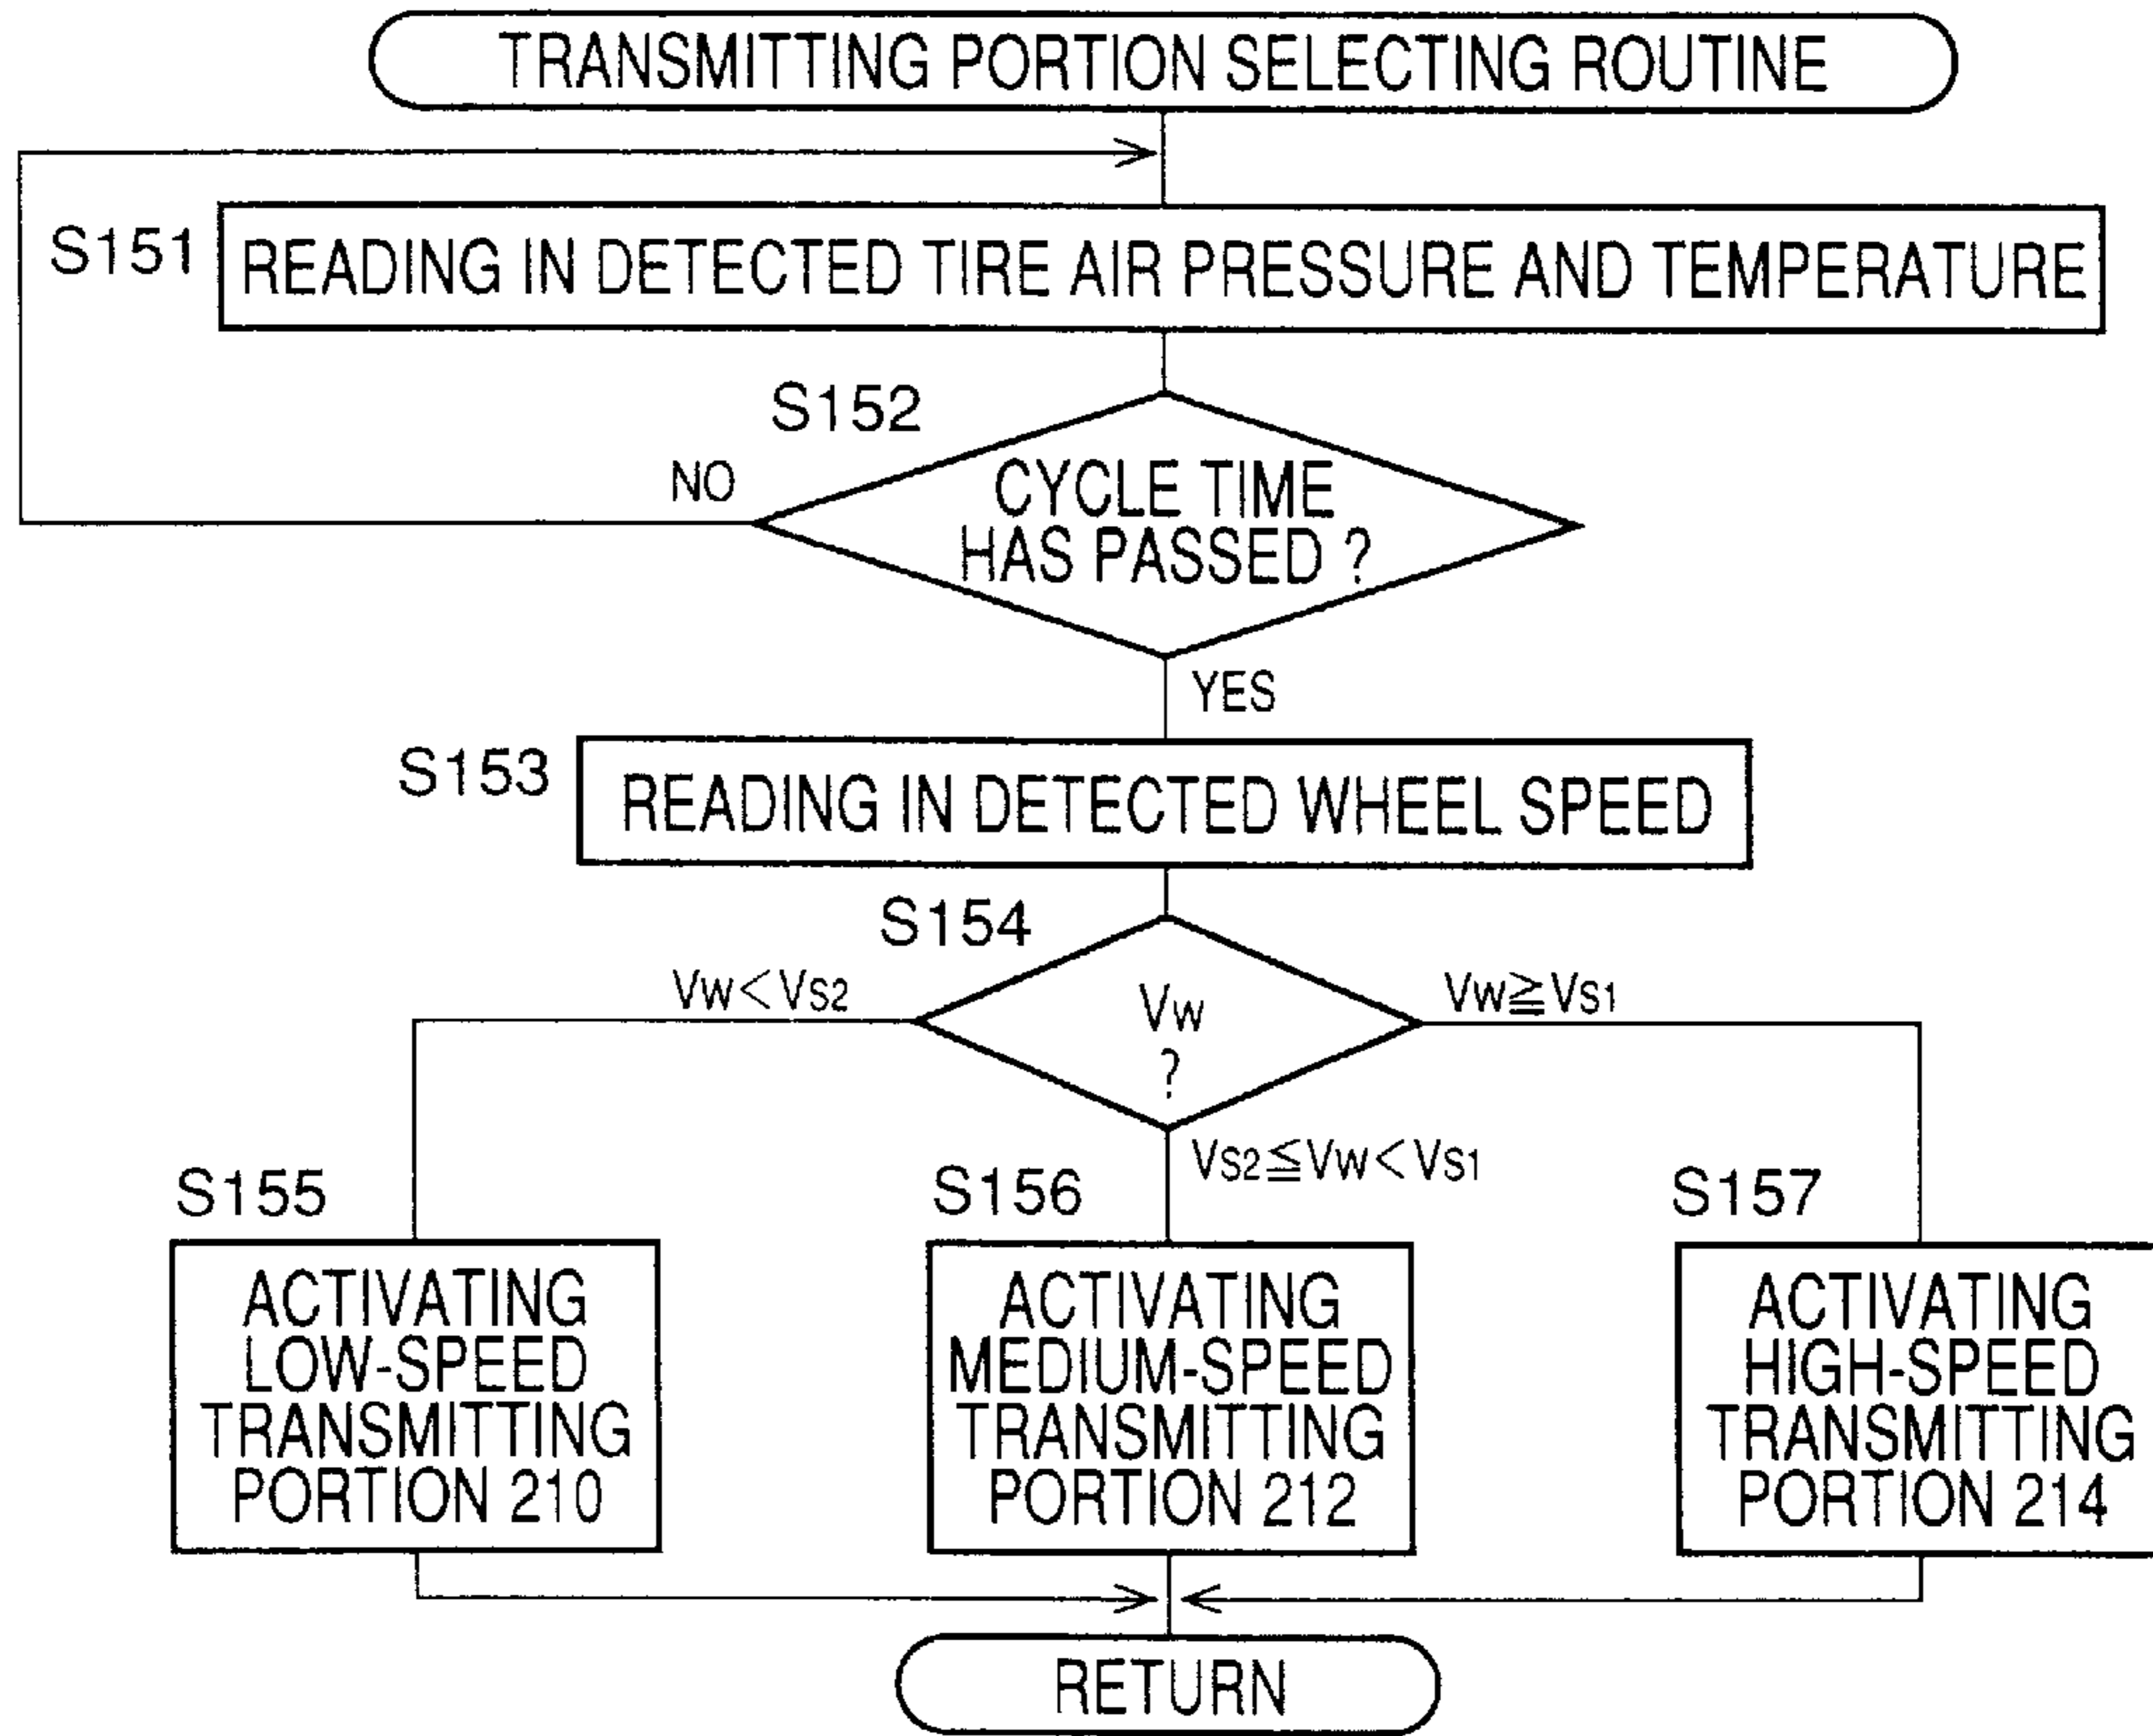 TRANSMITTING PORTION SELECTING ROUTINE
S151
READING IN DETECTED TIRE AIR PRESSURE AND TEMPERATURE
S152
NO
CYCLE TIME
HAS PASSED ?
YES
S153
READING IN DETECTED WHEEL SPEED
S154
VW<VS2
VW
?
VW≧VS1
VS2≦VW<VS1
S155
ACTIVATING
LOW-SPEED
TRANSMITTING
PORTION 210
S156
ACTIVATING
MEDIUM-SPEED
TRANSMITTING
PORTION 212
S157
ACTIVATING
HIGH-SPEED
TRANSMITTING
PORTION 214
RETURN